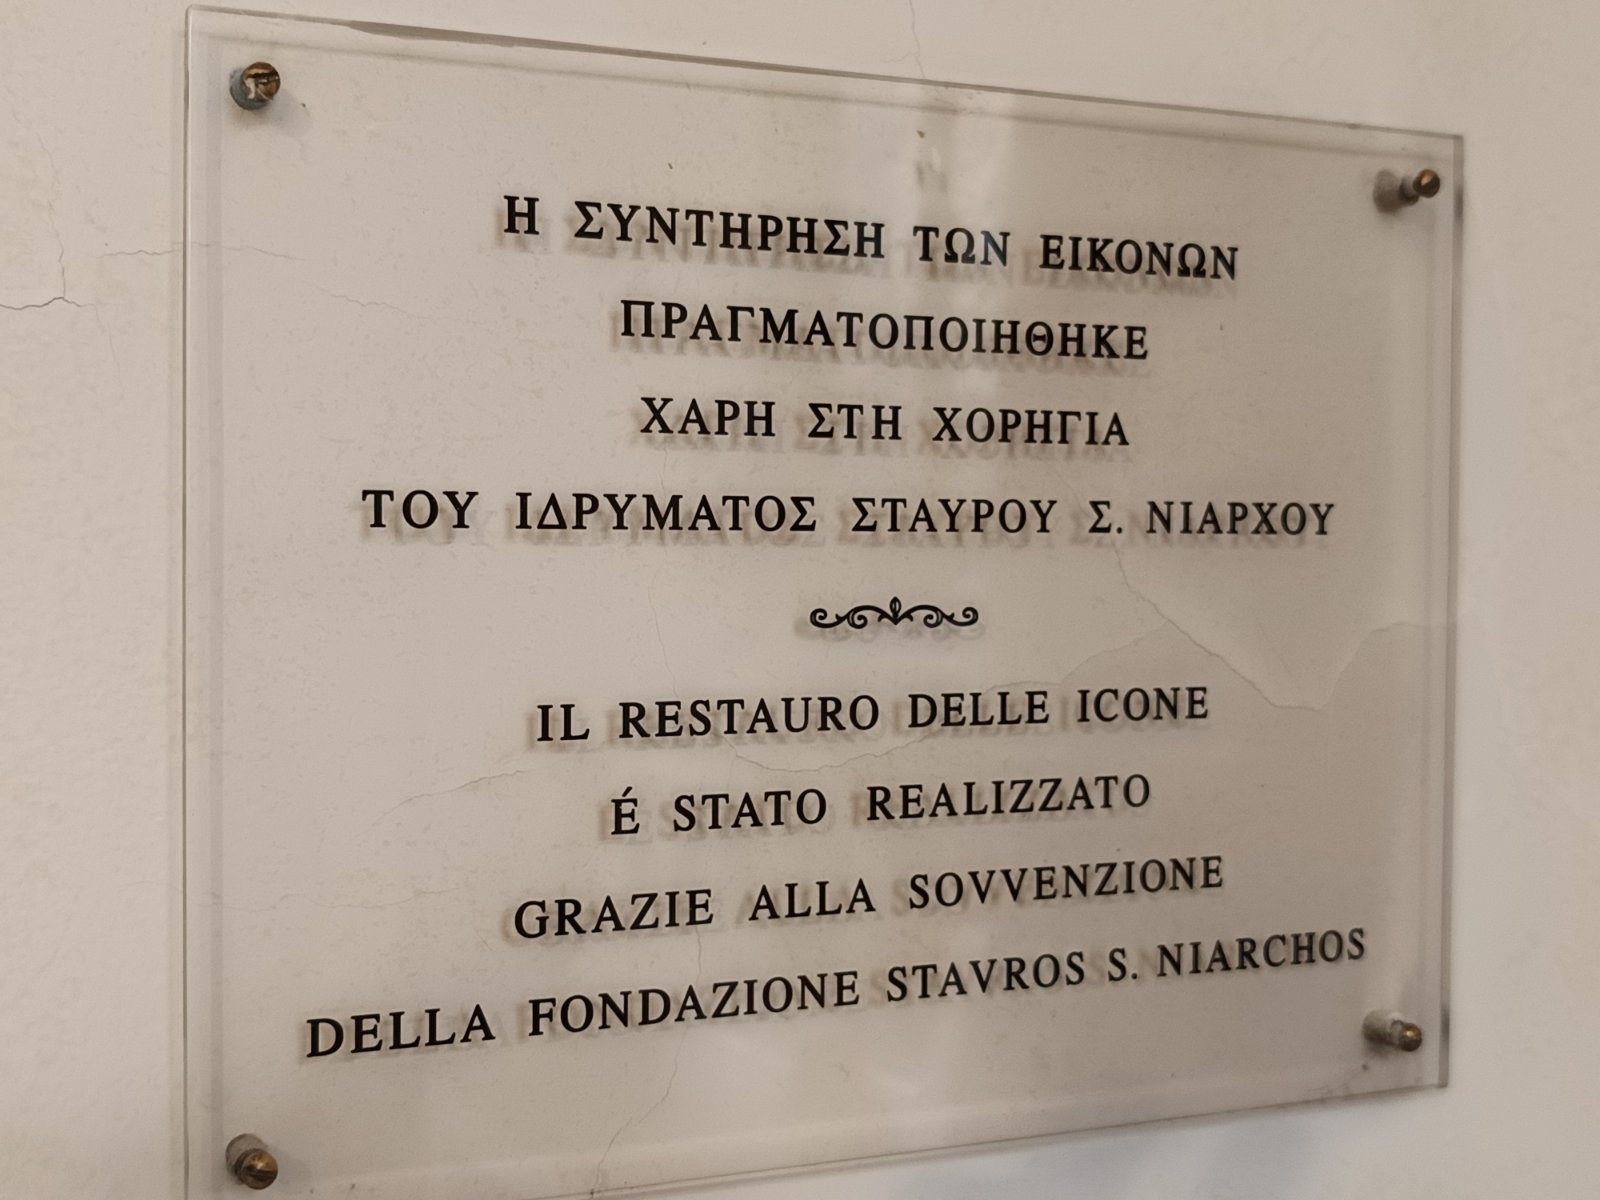 Η ΣΥΝΤΗΡΗΣΗ ΤΩΝ ΕΙΚΟΝΩΝ
ΠΡΑΓΜΑΤΟΠΟΙΗΘΗΚΕ
ΧΑΡΗ ΣΤΗ ΧΟΡΗΓΙΑ
ΤΟΥ ΙΔΡΥΜΑΤΟΣ ΣΤΑΥΡΟΥ Σ. ΝΙΑΡΧΟΥ
IL RESTAURO DELLE ICONE
É STATO REALIZZATO
GRAZIE ALLA SOVVENZIONE
DELLA FONDAZIONE STAVROS S. NIARCHOS